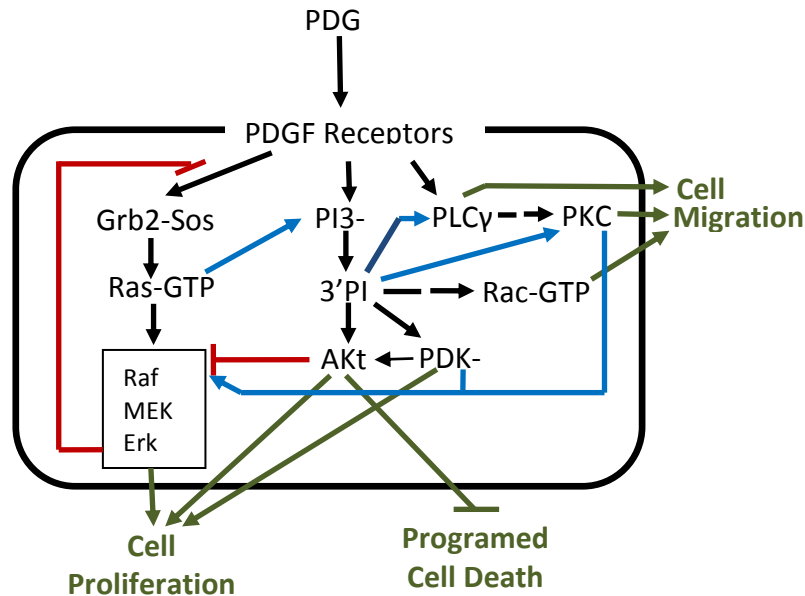 PDG
PDGF Receptors
Grb2-Sos
PI3-
PLCγ
PKC
Cell
Migration
Ras-GTP
3’PI
Rac-GTP
Raf
MEK
Erk
AKt
PDK-
Cell
Proliferation
Programed
Cell Death